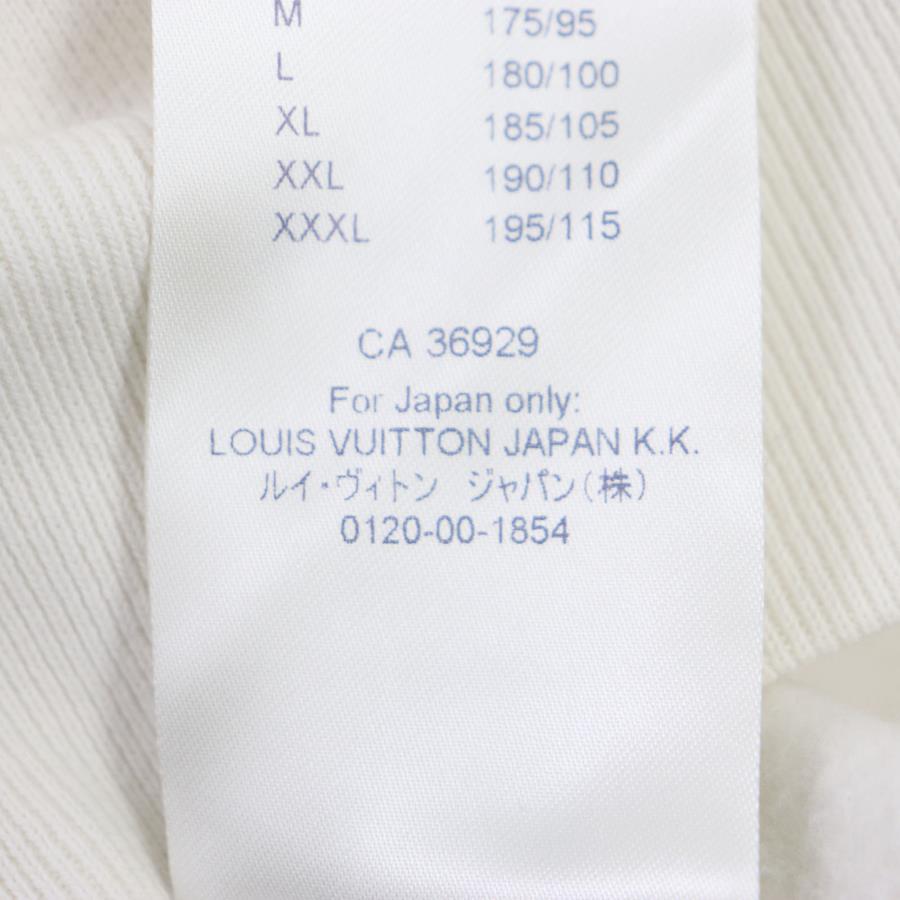 M 175/95
L 180/100
XL 185/105
XXL 190/110
XXXL 195/115
CA 36929
For Japan only:
LOUIS VUITTON JAPAN K.K.
ルイ・ヴィトン ジャパン(株)
0120-00-1854